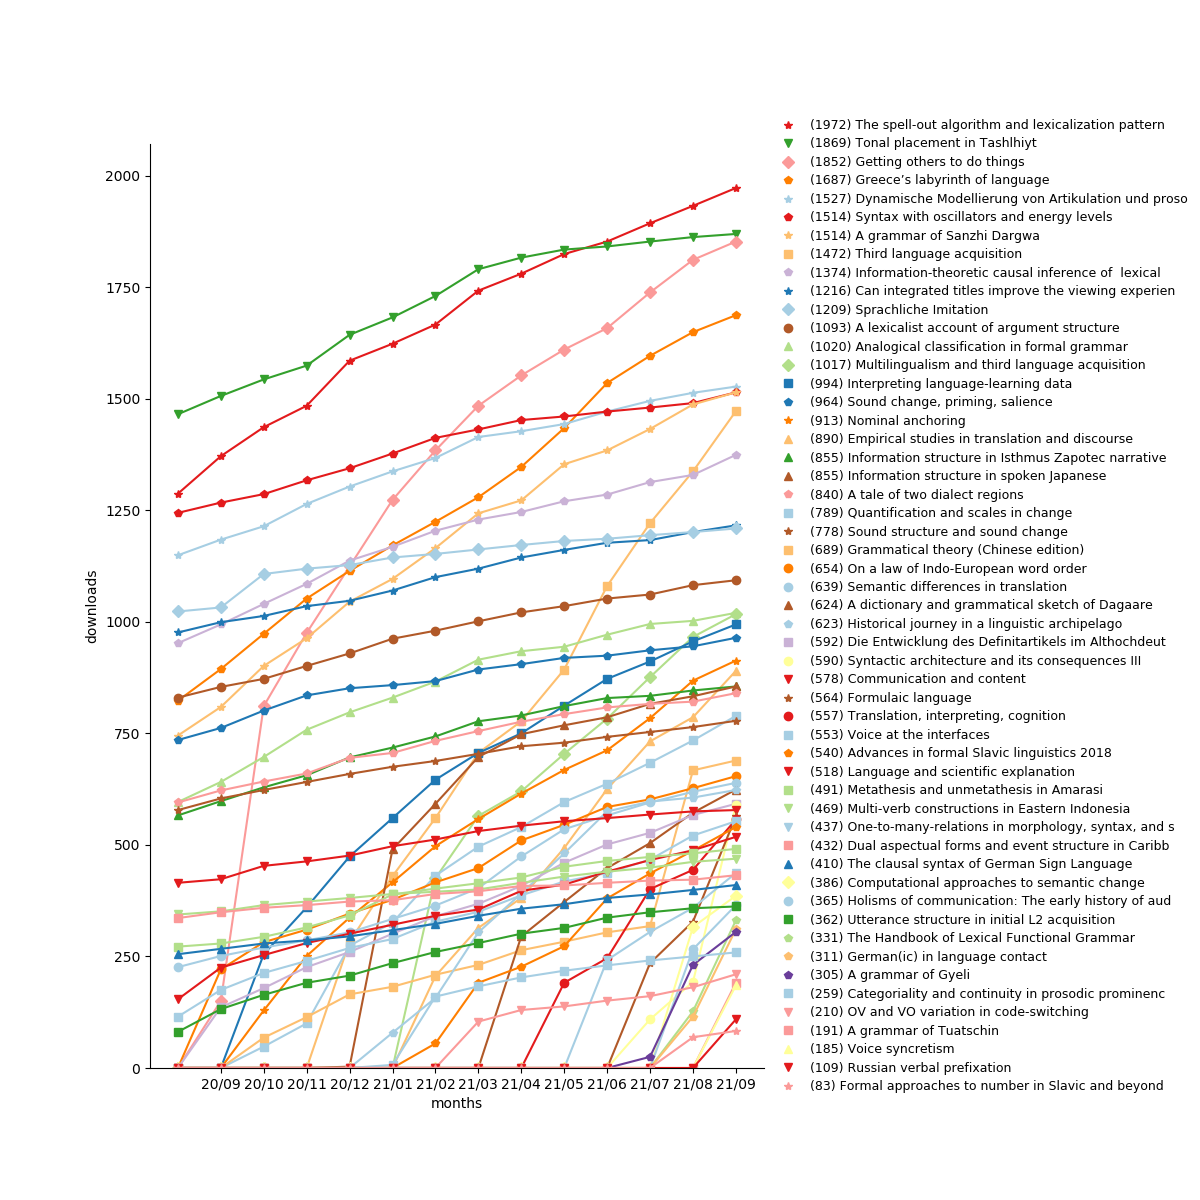 2000
1750
1500
1250
1000
750
500
250
0
downloads
20/09 20/10 20/11 20/12 21/01 21/02 21/03 21/04 21/05 21/06 21/07 21/08 21/09
months
(1972) The spell-out algorithm and lexicalization pattern
(1869) Tonal placement in Tashlhiyt
(1852) Getting others to do things
(1687) Greece’s labyrinth of language
(1527) Dynamische Modellierung von Artikulation und proso
(1514) Syntax with oscillators and energy levels
(1514) A grammar of Sanzhi Dargwa
(1472) Third language acquisition
(1374) Information-theoretic causal inference of  lexical
(1216) Can integrated titles improve the viewing experien
(1209) Sprachliche Imitation
(1093) A lexicalist account of argument structure
(1020) Analogical classification in formal grammar
(1017) Multilingualism and third language acquisition
(994) Interpreting language-learning data
(964) Sound change, priming, salience
(913) Nominal anchoring
(890) Empirical studies in translation and discourse
(855) Information structure in Isthmus Zapotec narrative
(855) Information structure in spoken Japanese
(840) A tale of two dialect regions
(789) Quantification and scales in change
(778) Sound structure and sound change
(689) Grammatical theory (Chinese edition)
(654) On a law of Indo-European word order
(639) Semantic differences in translation
(624) A dictionary and grammatical sketch of Dagaare
(623) Historical journey in a linguistic archipelago
(592) Die Entwicklung des Definitartikels im Althochdeut
(590) Syntactic architecture and its consequences III
(578) Communication and content
(564) Formulaic language
(557) Translation, interpreting, cognition
(553) Voice at the interfaces
(540) Advances in formal Slavic linguistics 2018
(518) Language and scientific explanation
(491) Metathesis and unmetathesis in Amarasi
(469) Multi-verb constructions in Eastern Indonesia
(437) One-to-many-relations in morphology, syntax, and s
(432) Dual aspectual forms and event structure in Caribb
(410) The clausal syntax of German Sign Language
(386) Computational approaches to semantic change
(365) Holisms of communication: The early history of aud
(362) Utterance structure in initial L2 acquisition
(331) The Handbook of Lexical Functional Grammar
(311) German(ic) in language contact
(305) A grammar of Gyeli
(259) Categoriality and continuity in prosodic prominenc
(210) OV and VO variation in code-switching
(191) A grammar of Tuatschin
(185) Voice syncretism
(109) Russian verbal prefixation
(83) Formal approaches to number in Slavic and beyond